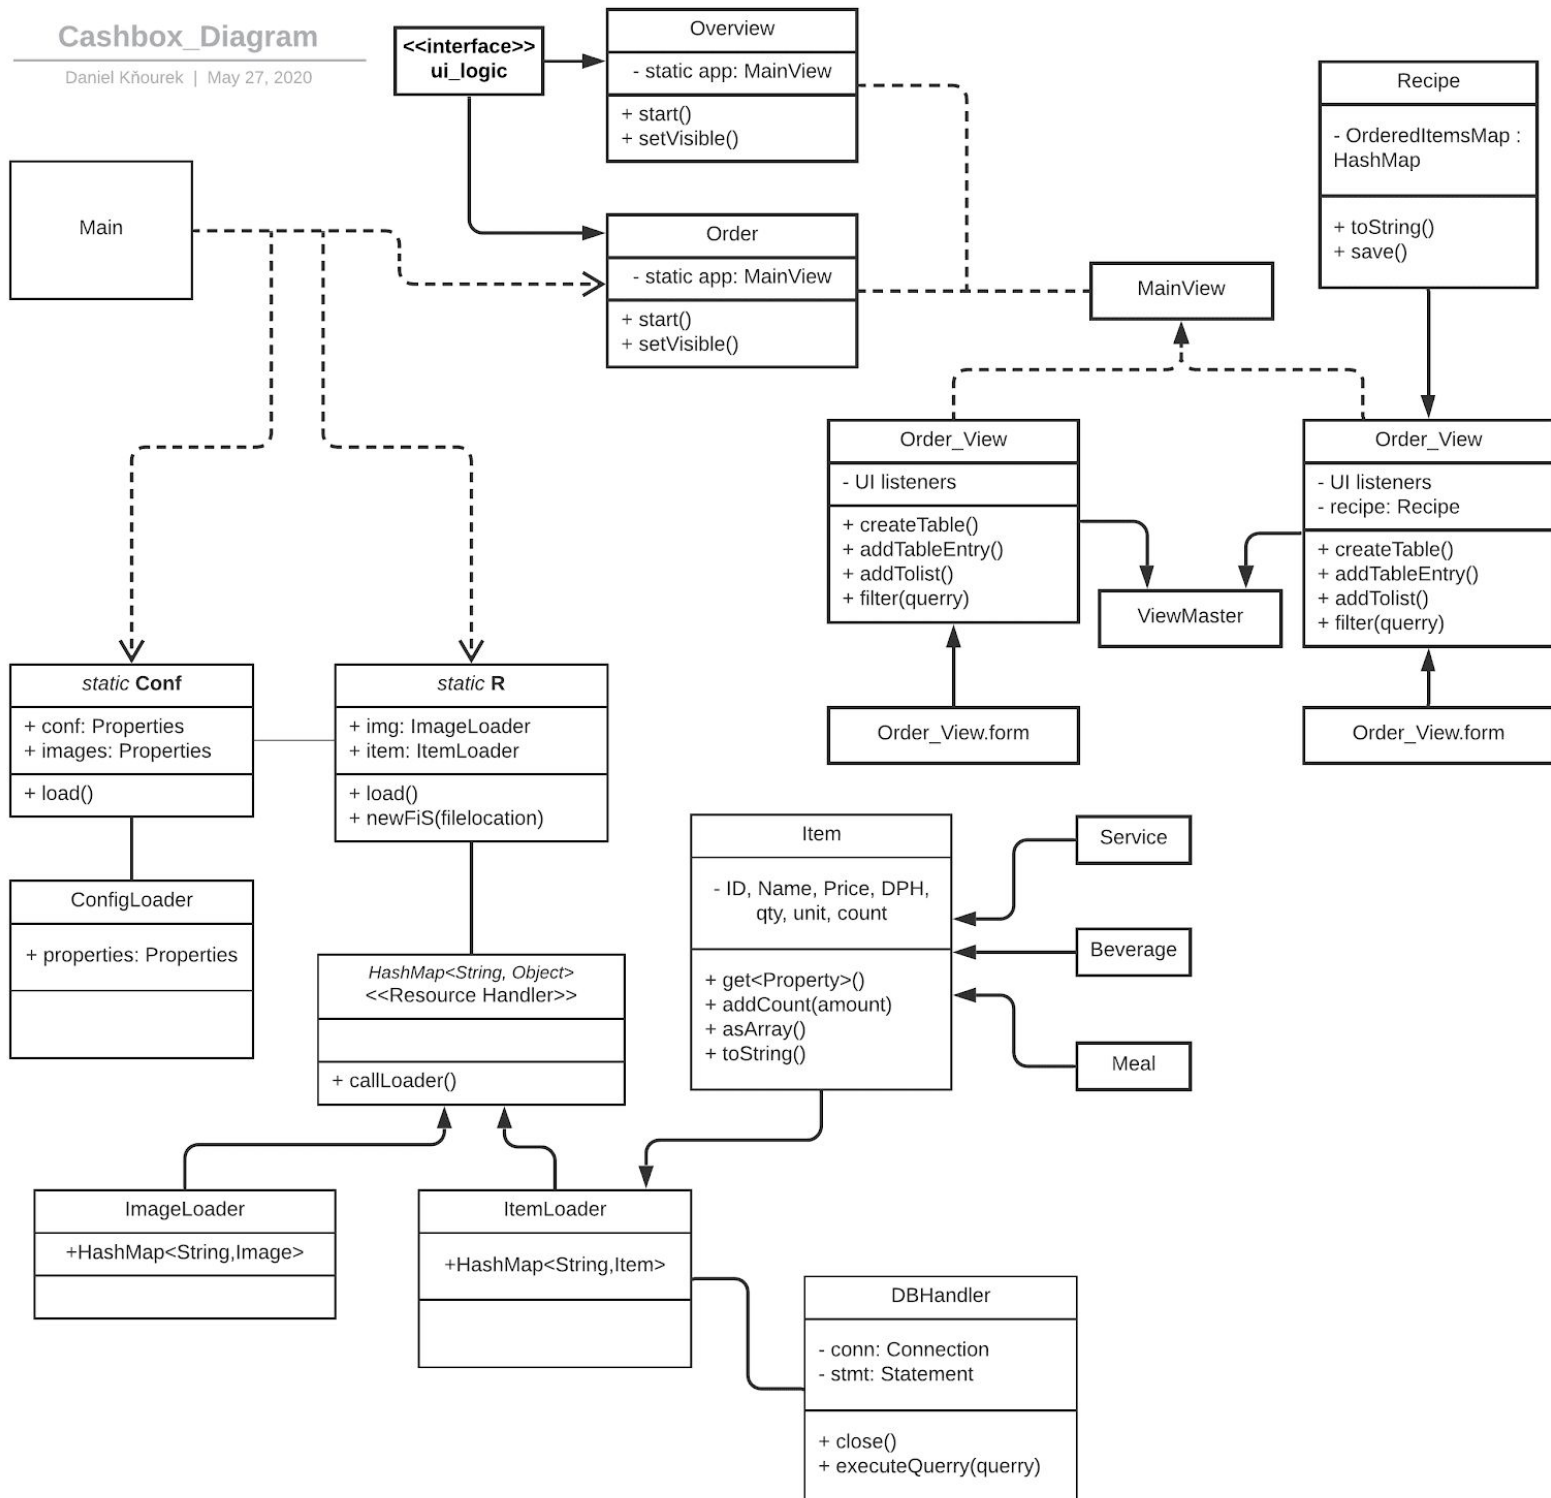 Cashbox_Diagram
Daniel Kňourek | May 27, 2020
<<interface>>
ui_logic
Overview
- static app: MainView
+ start()
+ setVisible()
Recipe
- OrderedItemsMap :
HashMap
+ toString()
+ save()
Main
Order
- static app: MainView
+ start()
+ setVisible()
MainView
Order_View
- UI listeners
+ createTable()
+ addTableEntry()
+ addTolist()
+ filter(querry)
Order_View
- UI listeners
- recipe: Recipe
+ createTable()
+ addTableEntry()
+ addTolist()
+ filter(querry)
ViewMaster
Order_View.form
Order_View.form
static Conf
+ conf: Properties
+ images: Properties
+ load()
static R
+ img: ImageLoader
+ item: ItemLoader
+ load()
+ newFiS(filelocation)
ConfigLoader
+ properties: Properties
HashMap<String, Object>
<<Resource Handler>>
+ callLoader()
Item
- ID, Name, Price, DPH,
qty, unit, count
+ get<Property>()
+ addCount(amount)
+ asArray()
+ toString()
Service
Beverage
Meal
ImageLoader
+HashMap<String,Image>
ItemLoader
+HashMap<String,Item>
DBHandler
- conn: Connection
- stmt: Statement
+ close()
+ executeQuerry(querry)